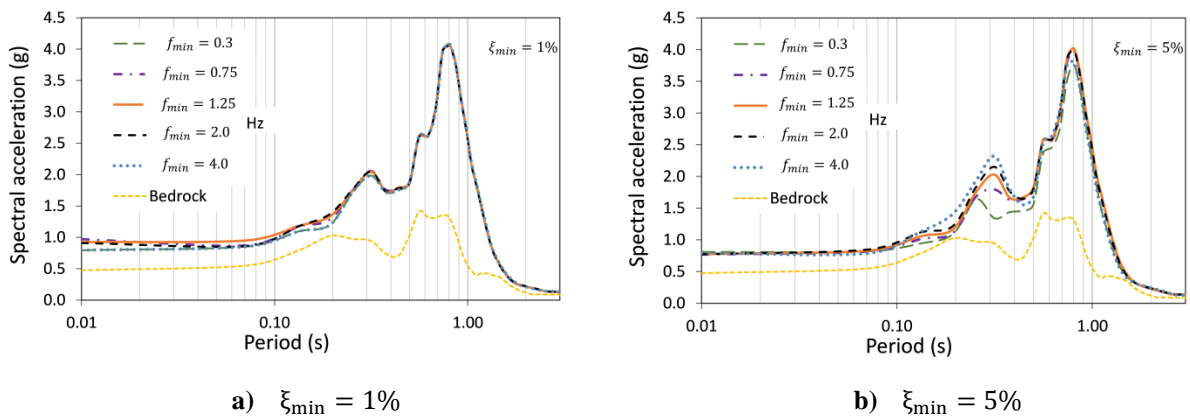 4.5
4.0
3.5
3.0
2.5
2.0
1.5
1.0
0.5
0.0
Spectral acceleration (g)
f_min = 0.3
f_min = 0.75
f_min = 1.25
Hz
f_min = 2.0
f_min = 4.0
Bedrock
ξ_min = 1%
0.01 0.10 1.00
Period (s)
a) ξ_min = 1%
4.5
4.0
3.5
3.0
2.5
2.0
1.5
1.0
0.5
0.0
Spectral acceleration (g)
f_min = 0.3
f_min = 0.75
f_min = 1.25
Hz
f_min = 2.0
f_min = 4.0
Bedrock
ξ_min = 5%
0.01 0.10 1.00
Period (s)
b) ξ_min = 5%